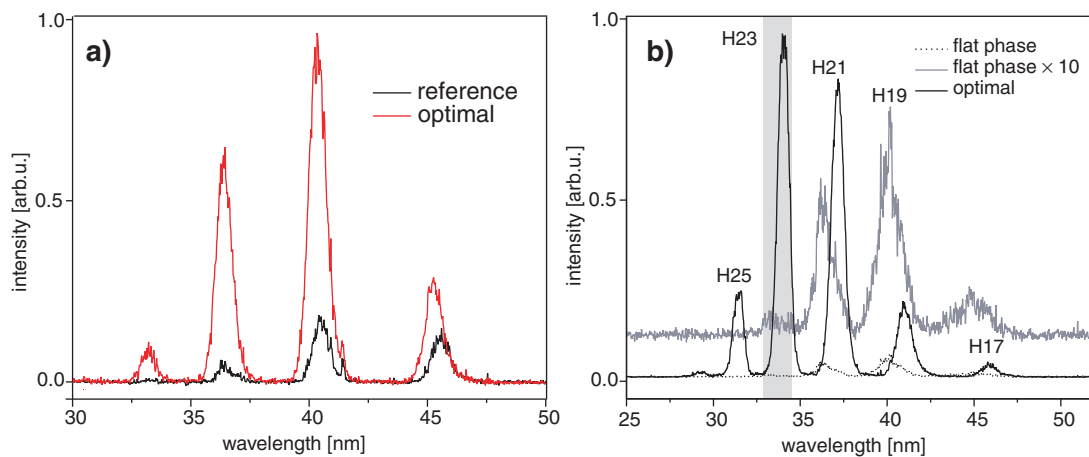 a)
reference
optimal
1.0
0.5
0.0
intensity [arb.u.]
30
35
40
45
50
wavelength [nm]
b)
H23
H21
H19
H25
H17
flat phase
flat phase × 10
optimal
1.0
0.5
0.0
intensity [arb.u.]
25
30
35
40
45
50
wavelength [nm]